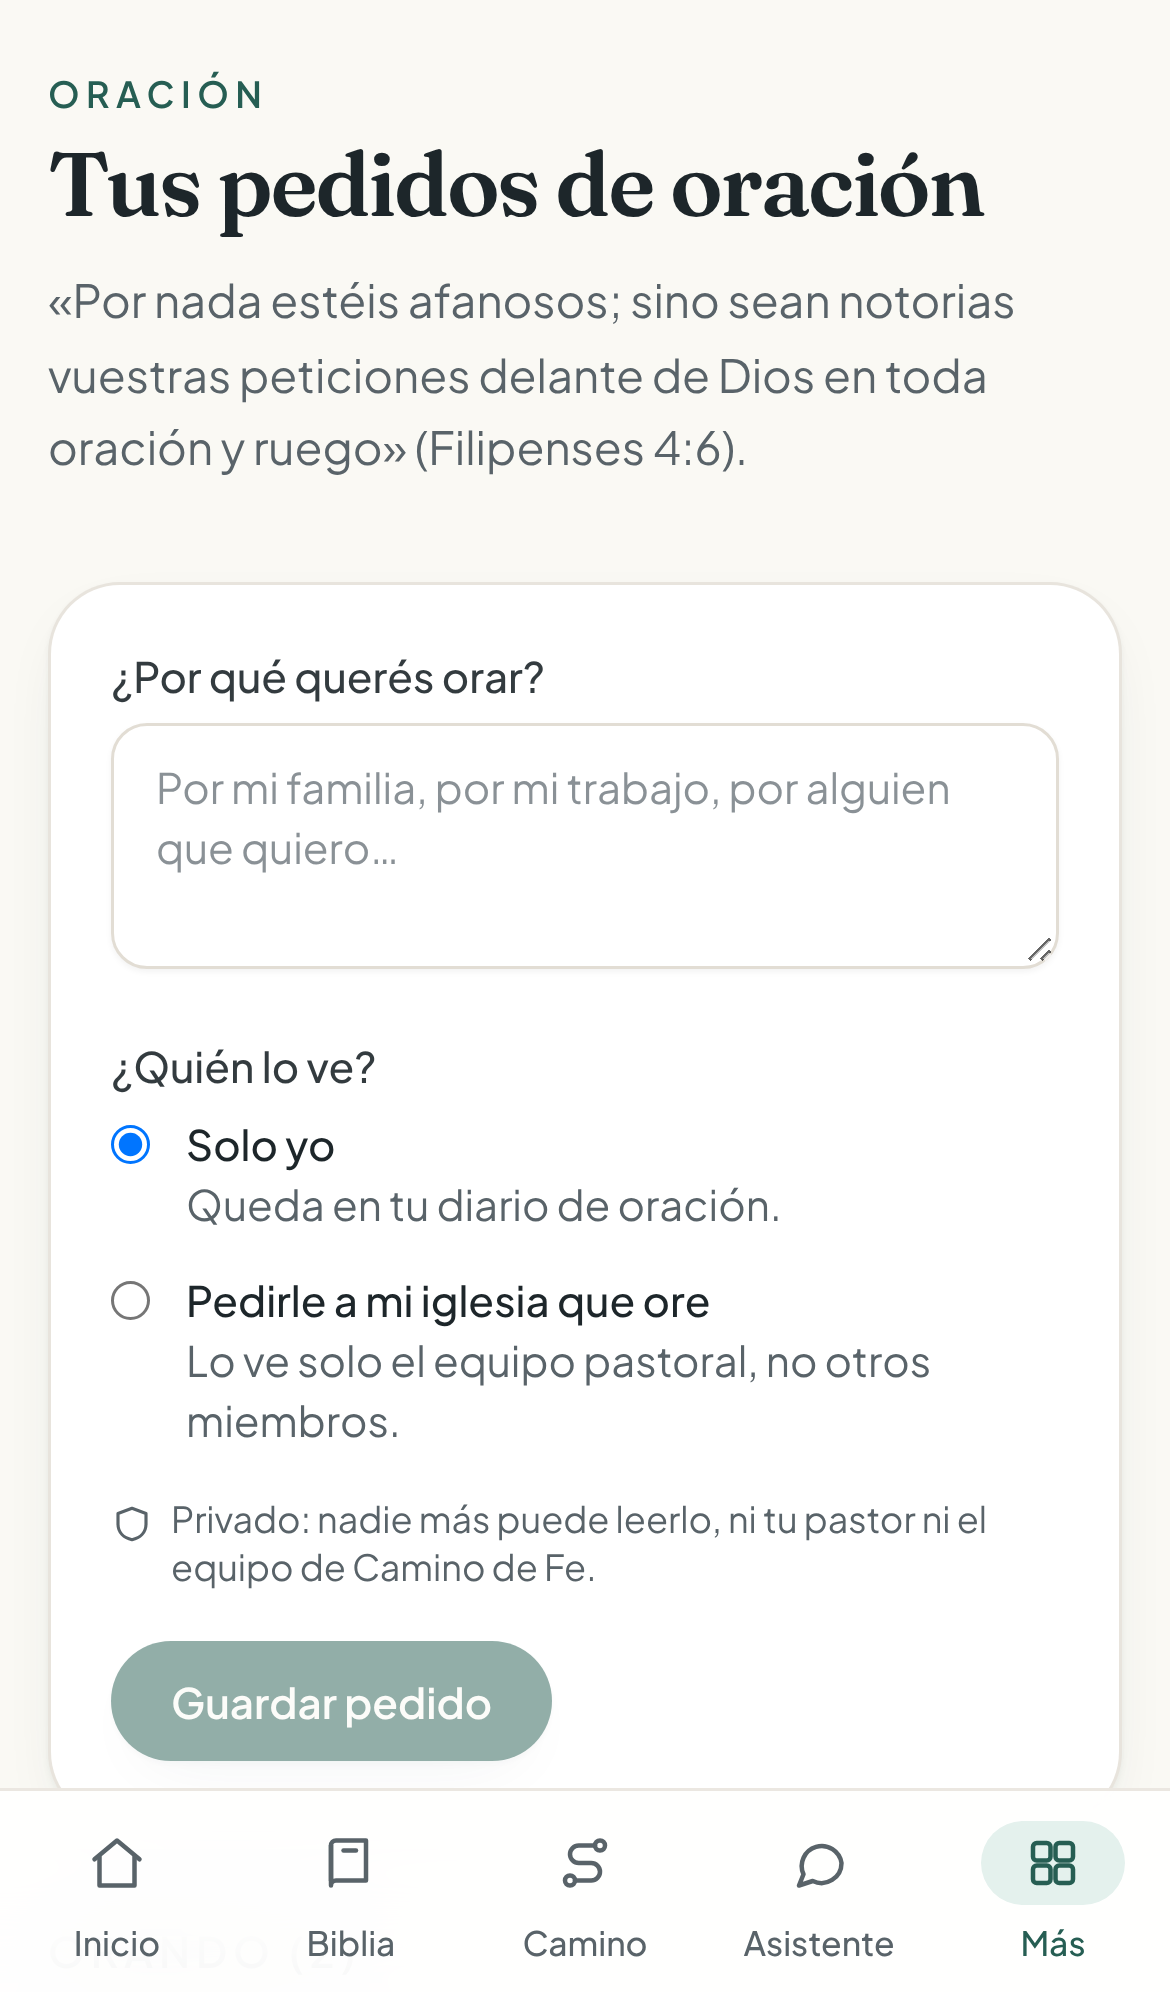 ORACIÓN
Tus pedidos de oración
«Por nada estéis afanosos; sino sean notorias
vuestras peticiones delante de Dios en toda
oración y ruego» (Filipenses 4:6).
¿Por qué querés orar?
Por mi familia, por mi trabajo, por alguien
que quiero...
¿Quién lo ve?
Solo yo
Queda en tu diario de oración.
Pedirle a mi iglesia que ore
Lo ve solo el equipo pastoral, no otros
miembros.
Privado: nadie más puede leerlo, ni tu pastor ni el
equipo de Camino de Fe.
Guardar pedido
ORANDO (2)
Inicio
Biblia
Camino
Asistente
Más